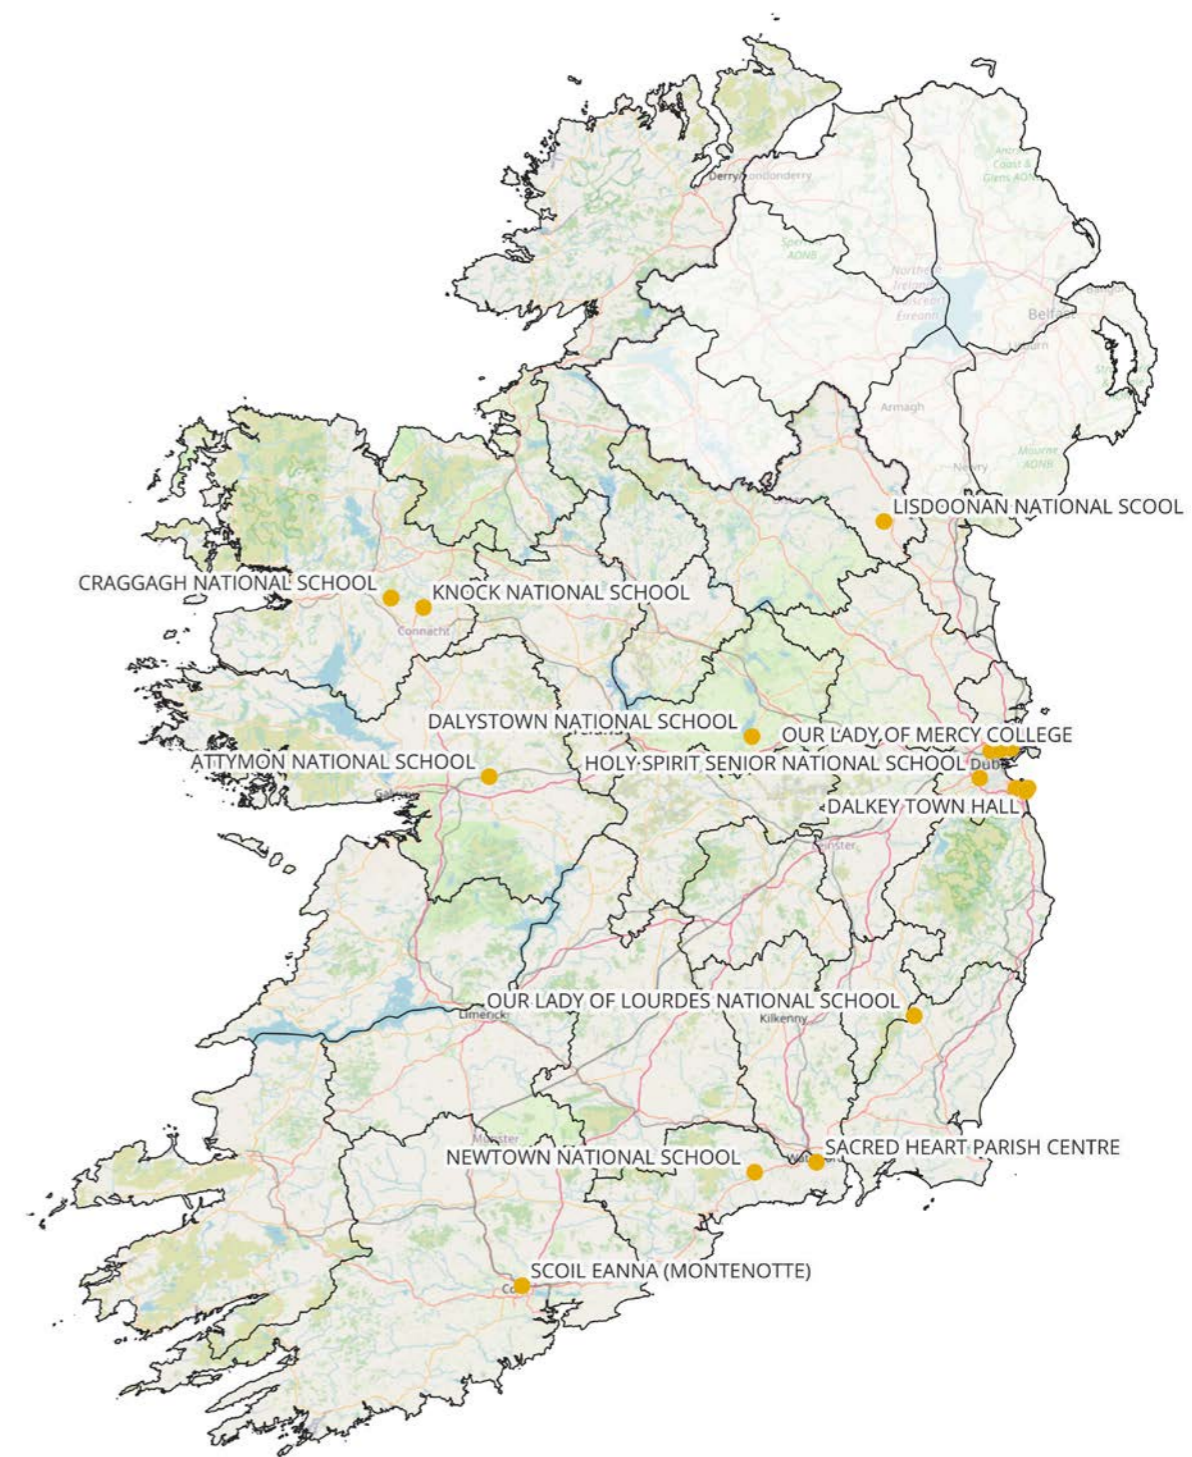 Derry/Londonderry
Belfast
Armagh
Newry
LISDOONAN NATIONAL SCOOL
CRAGGAGH NATIONAL SCHOOL
KNOCK NATIONAL SCHOOL
Connacht
DALYSTOWN NATIONAL SCHOOL
OUR LADY OF MERCY COLLEGE
ATTYMON NATIONAL SCHOOL
HOLY SPIRIT SENIOR NATIONAL SCHOOL
DALKEY TOWN HALL
OUR LADY OF LOURDES NATIONAL SCHOOL
Limerick
Kilkenny
Munster
SACRED HEART PARISH CENTRE
NEWTOWN NATIONAL SCHOOL
SCOIL EANNA (MONTENOTTE)